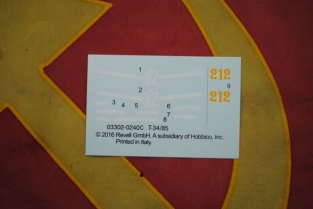 1
212
9
2
212
3 4 5 6
7
8
03302-0240C T-34/85
© 2016 Revell GmbH. A subsidiary of Hobbico, Inc.
Printed in Italy.